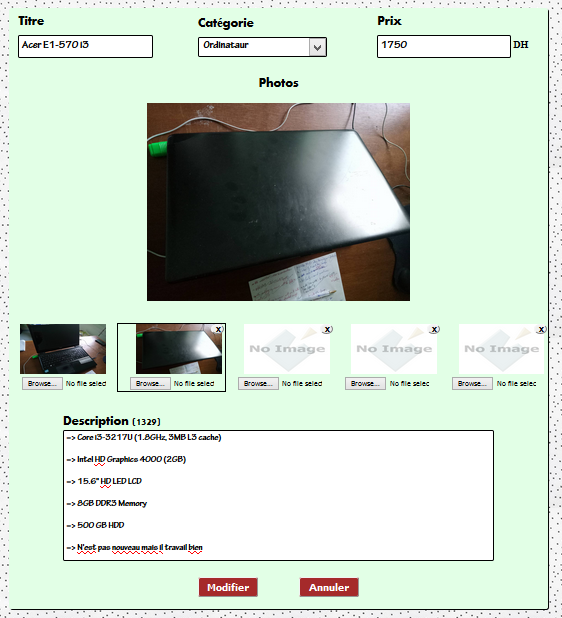 Titre
Catégorie
Prix
Acer E1-570 i3
Ordinataur
1750
DH
Photos
X
X
X
X
No Image
No Image
No Image
Browse... No file selec
Browse... No file selec
Browse... No file selec
Browse... No file selec
Browse... No file selec
Description (1329)
=> Core i3-3217U (1.8GHz, 3MB L3 cache)
=> Intel HD Graphics 4000 (2GB)
=> 15.6" HD LED LCD
=> 8GB DDR3 Memory
=> 500 GB HDD
=> N'est pas nouveau mais il travail bien
Modifier
Annuler